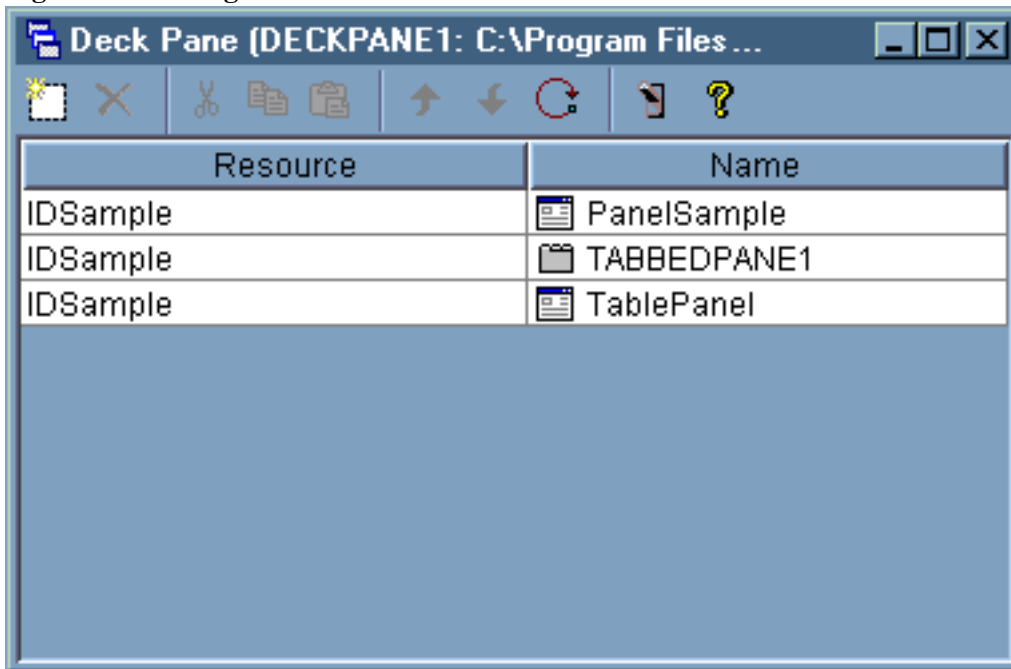 Deck Pane (DECKPANE1: C:\Program Files ...
Resource Name
IDSample PanelSample
IDSample TABBEDPANE1
IDSample TablePanel